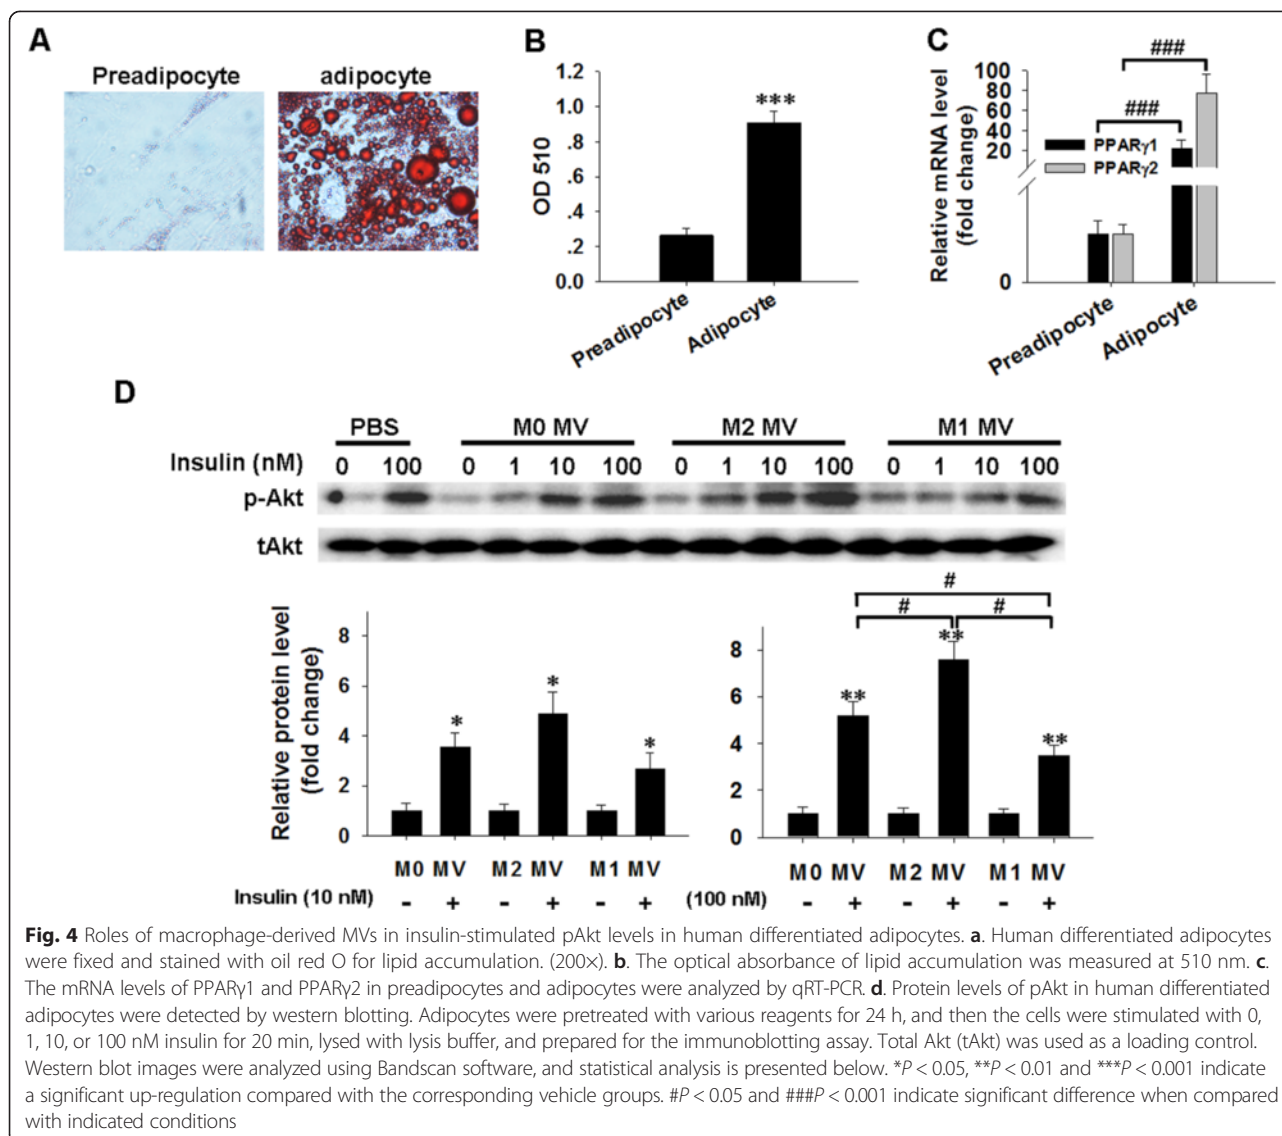 A
Preadipocyte adipocyte
B
1.2
1.0
.8
.6
.4
.2
0.0
OD 510
***
Preadipocyte
Adipocyte
C
###
###
100
80
60
40
20
0
Relative mRNA level
(fold change)
PPARγ1
PPARγ2
Preadipocyte
Adipocyte
D
PBS M0 MV M2 MV M1 MV
Insulin (nM) 0 100 0 1 10 100 0 1 10 100 0 1 10 100
p-Akt
tAkt
Relative protein level
(fold change)
8
6
4
2
0
* * *
M0 MV M2 MV M1 MV
Insulin (10 nM) - + - + - +
#
# #
8
6
4
2
0
** ** **
M0 MV M2 MV M1 MV
(100 nM) - + - + - +
Fig. 4 Roles of macrophage-derived MVs in insulin-stimulated pAkt levels in human differentiated adipocytes. a. Human differentiated adipocytes
were fixed and stained with oil red O for lipid accumulation. (200×). b. The optical absorbance of lipid accumulation was measured at 510 nm. c.
The mRNA levels of PPARγ1 and PPARγ2 in preadipocytes and adipocytes were analyzed by qRT-PCR. d. Protein levels of pAkt in human differentiated
adipocytes were detected by western blotting. Adipocytes were pretreated with various reagents for 24 h, and then the cells were stimulated with 0,
1, 10, or 100 nM insulin for 20 min, lysed with lysis buffer, and prepared for the immunoblotting assay. Total Akt (tAkt) was used as a loading control.
Western blot images were analyzed using Bandscan software, and statistical analysis is presented below. *P < 0.05, **P < 0.01 and ***P < 0.001 indicate
a significant up-regulation compared with the corresponding vehicle groups. #P < 0.05 and ###P < 0.001 indicate significant difference when compared
with indicated conditions